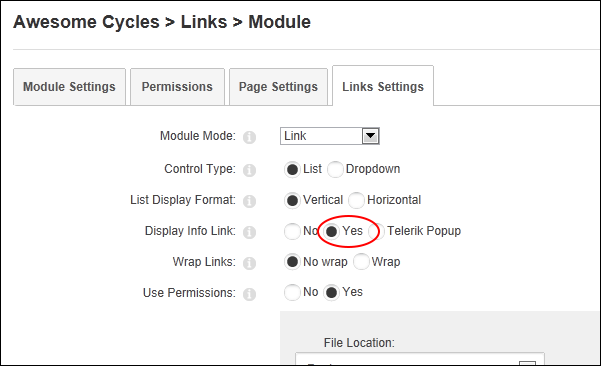 Awesome Cycles > Links > Module
Module Settings Permissions Page Settings Links Settings
Module Mode: Link
Control Type: List Dropdown
List Display Format: Vertical Horizontal
Display Info Link: No Yes Telerik Popup
Wrap Links: No wrap Wrap
Use Permissions: No Yes
File Location: